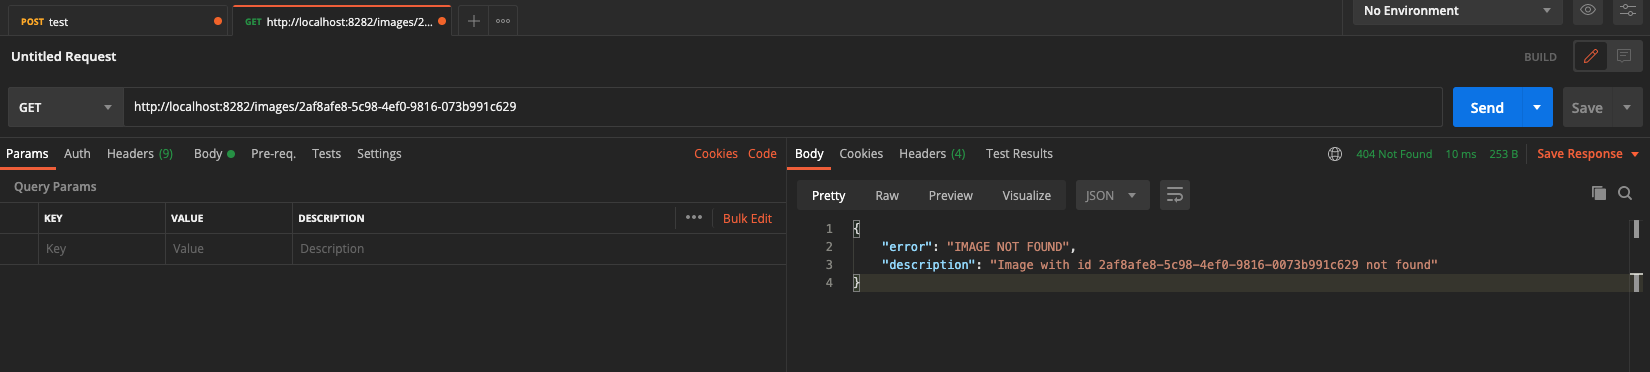 POST test
GET http://localhost:8282/images/2...
No Environment
Untitled Request
BUILD
GET
http://localhost:8282/images/2af8afe8-5c98-4ef0-9816-073b991c629
Send
Save
Params Auth Headers (9) Body Pre-req. Tests Settings Cookies Code
Query Params
KEY VALUE DESCRIPTION ••• Bulk Edit
Key Value Description
Body Cookies Headers (4) Test Results 404 Not Found 10 ms 253 B Save Response
Pretty Raw Preview Visualize JSON
1 {
2 "error": "IMAGE NOT FOUND",
3 "description": "Image with id 2af8afe8-5c98-4ef0-9816-0073b991c629 not found"
4 }